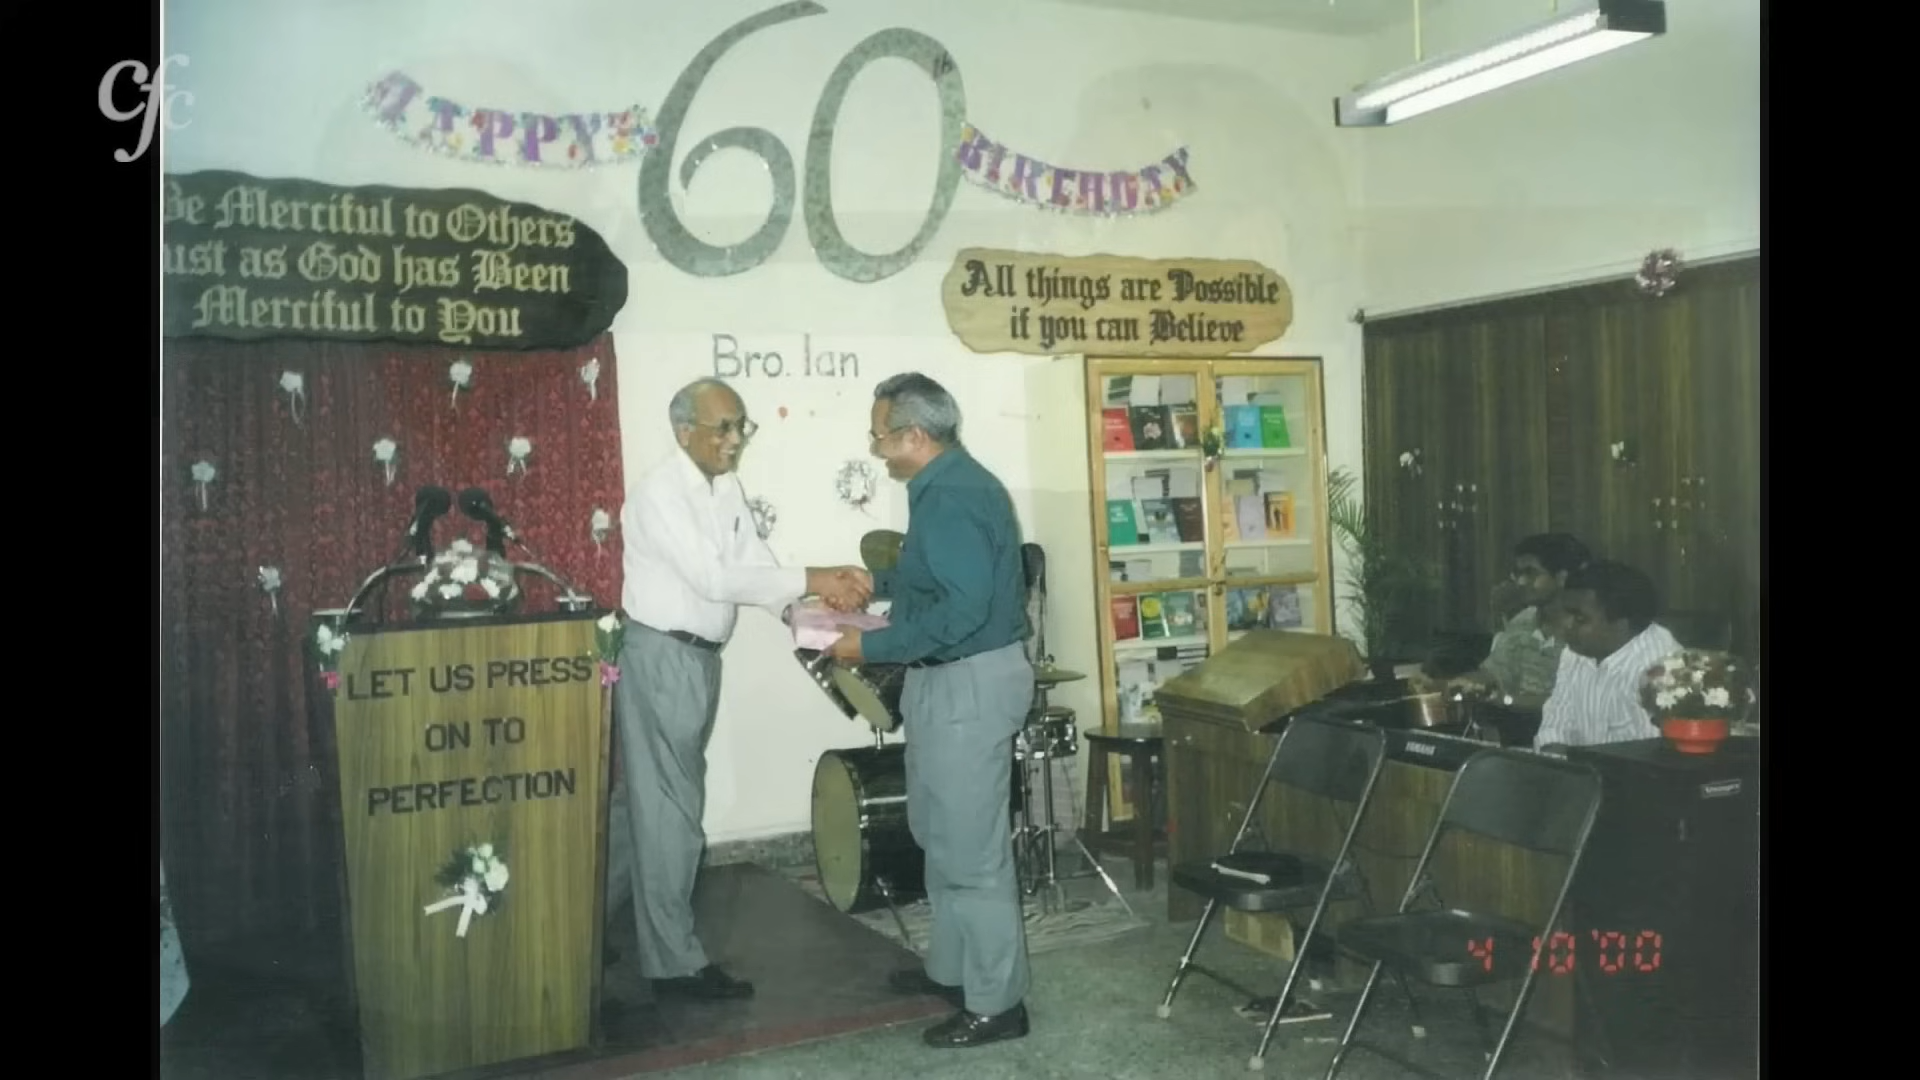 cfc
HAPPY 60th BIRTHDAY
Be Merciful to Others
ust as God has Been
Merciful to You
All things are Possible
if you can Believe
Bro. Ian
LET US PRESS
ON TO
PERFECTION
YAMAHA
4 10 '00